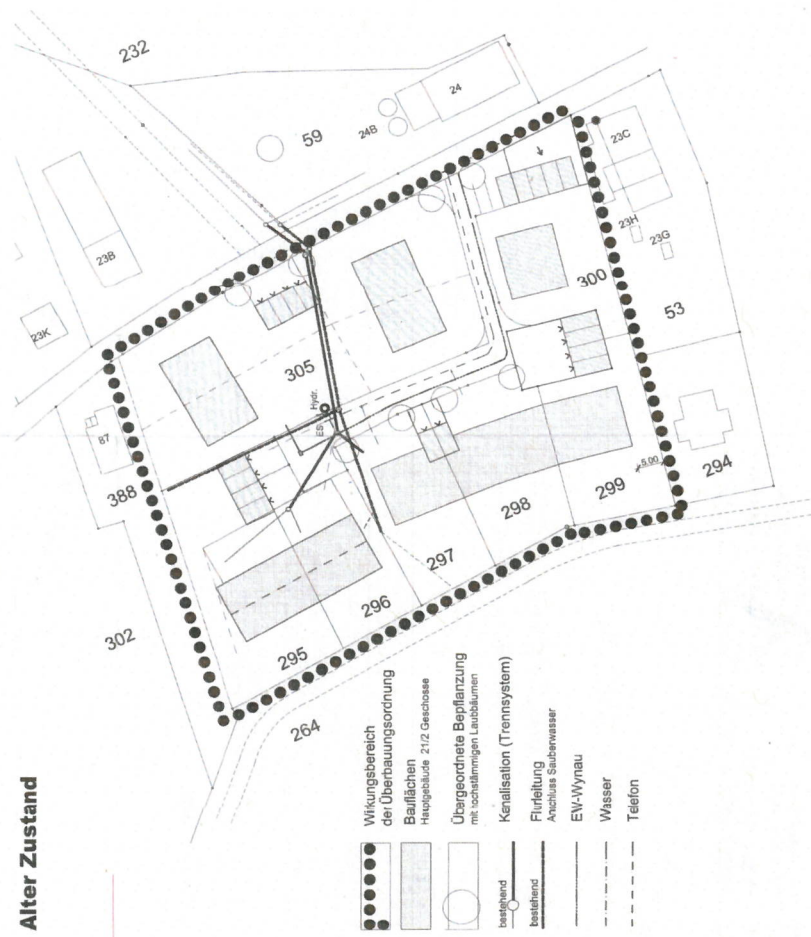 Alter Zustand
232
59
24B
24
23B
23K
23C
23H
23G
300
53
305
Hydr.
ES
87
388
302
294
5.00
299
298
297
296
295
264
Wirkungsbereich
der Überbauungsordnung
Bauflächen
Hauptgebäude 21/2 Geschosse
Übergeordnete Bepflanzung
mit hochstämmigen Laubbäumen
Kanalisation (Trennsystem)
bestehend
Flurleitung
Anschluss Sauberwasser
bestehend
EW-Wynau
Wasser
Telefon